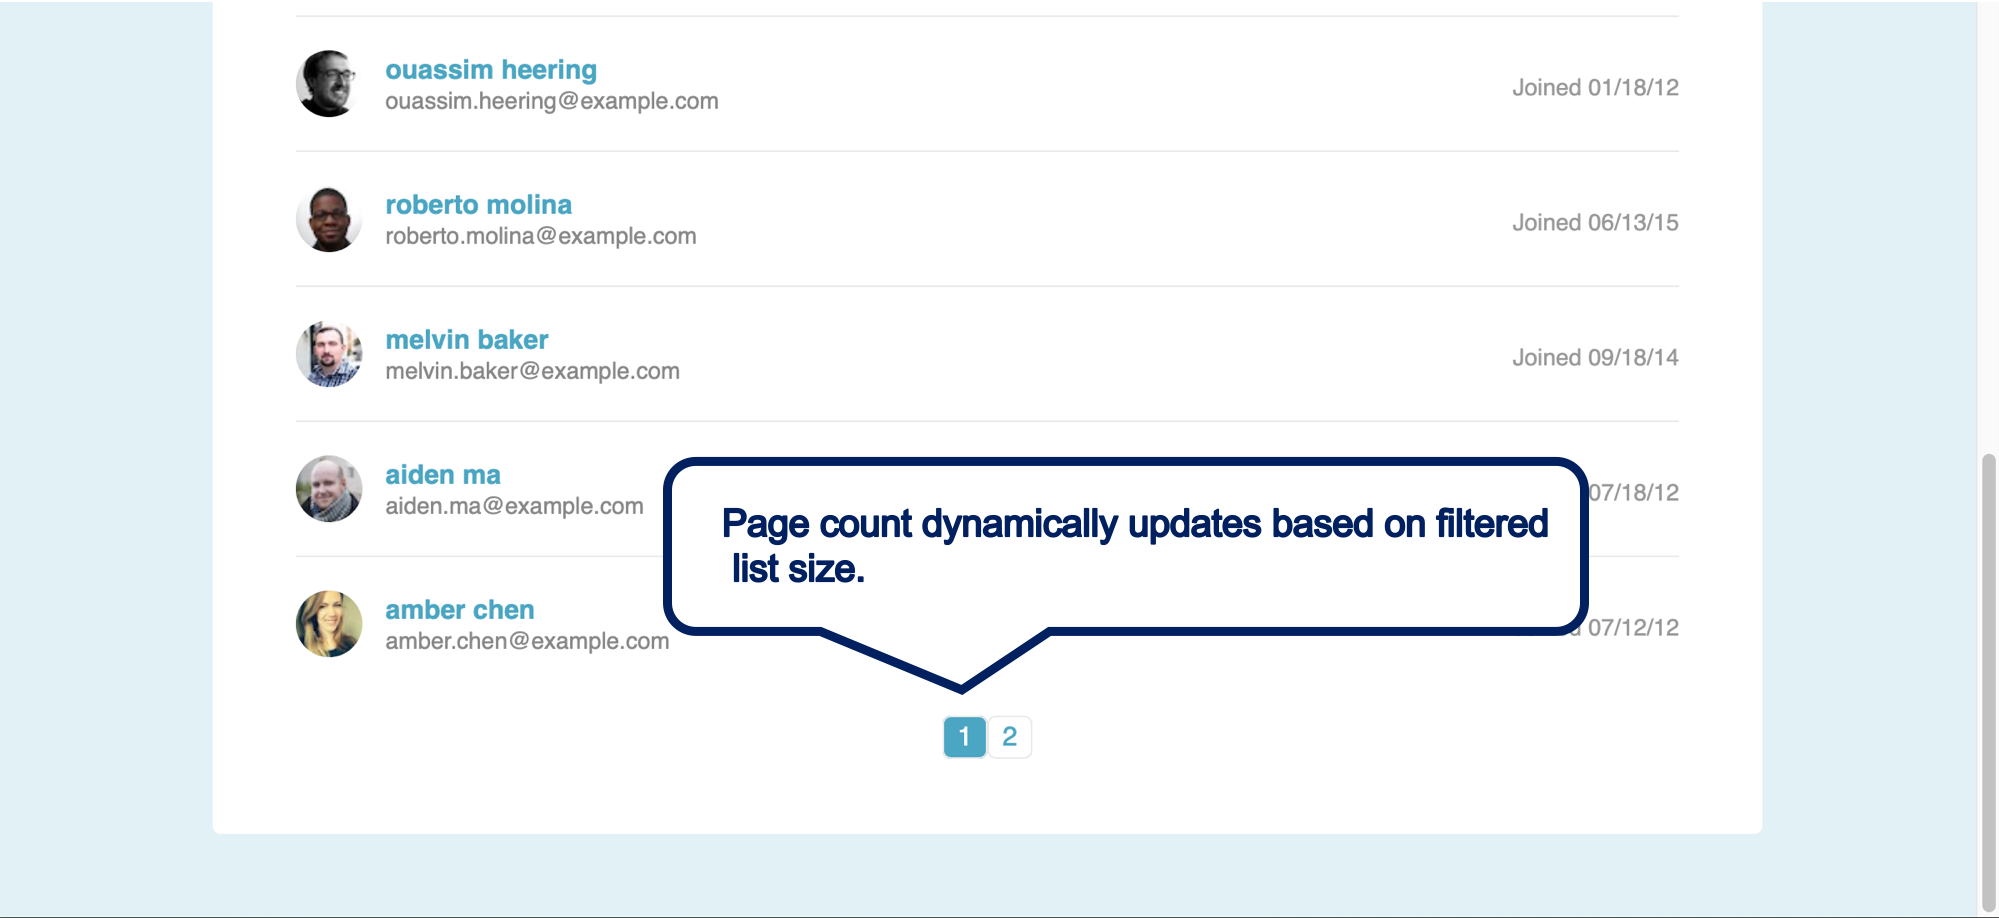 ouassim heering
ouassim.heering@example.com
Joined 01/18/12
roberto molina
roberto.molina@example.com
Joined 06/13/15
melvin baker
melvin.baker@example.com
Joined 09/18/14
aiden ma
aiden.ma@example.com
07/18/12
Page count dynamically updates based on filtered
list size.
amber chen
amber.chen@example.com
07/12/12
1 2